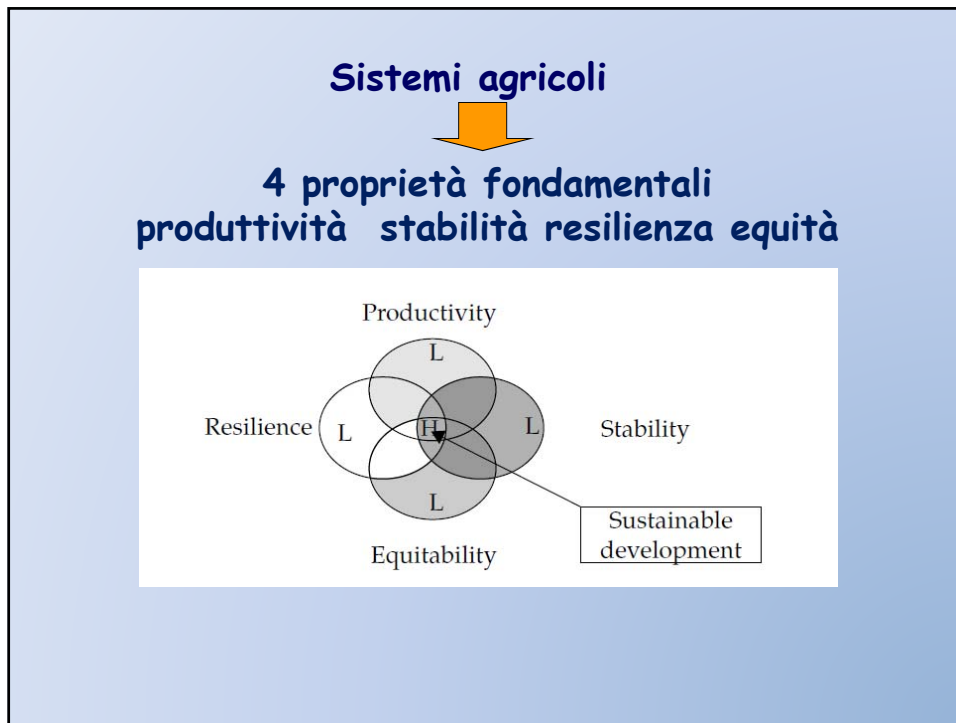 Sistemi agricoli
4 proprietà fondamentali
produttività stabilità resilienza equità
Productivity
L
Resilience
L
H
L
Stability
L
Equitability
Sustainable
development